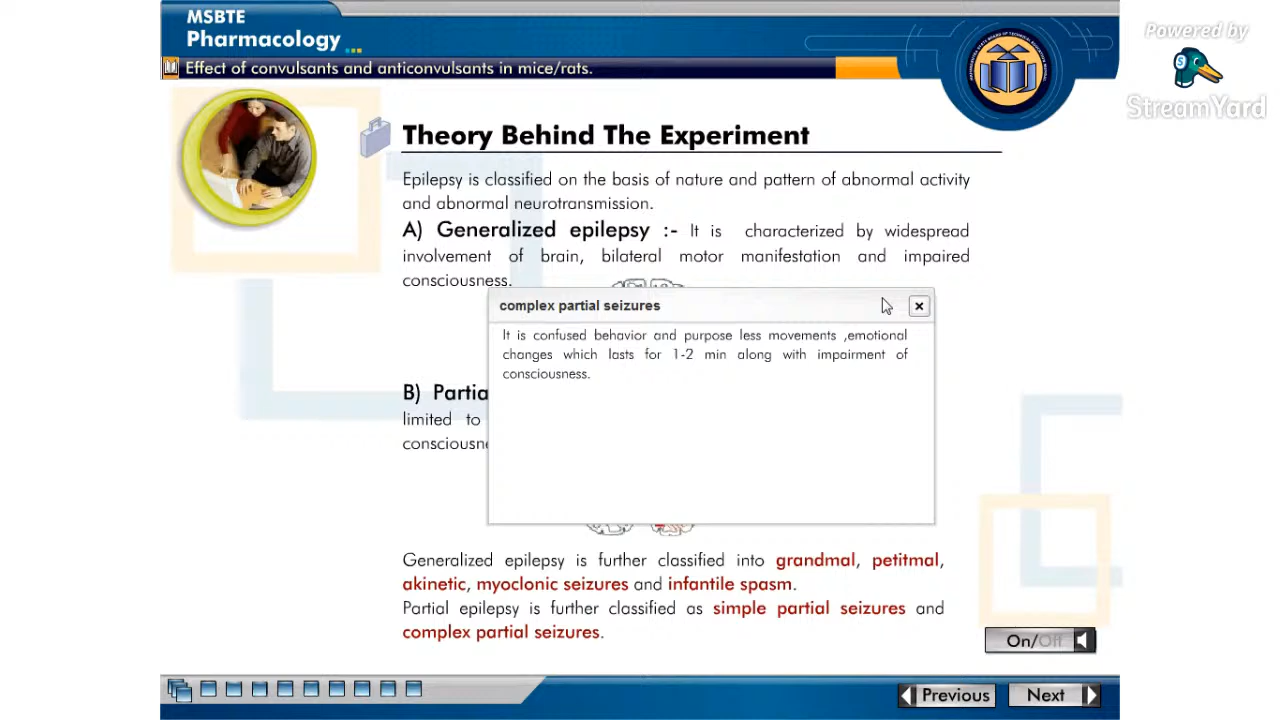 MSBTE
Pharmacology
Effect of convulsants and anticonvulsants in mice/rats.
Powered by
StreamYard
Theory Behind The Experiment
Epilepsy is classified on the basis of nature and pattern of abnormal activity
and abnormal neurotransmission.
A) Generalized epilepsy :- It is characterized by widespread
involvement of brain, bilateral motor manifestation and impaired
consciousness.
complex partial seizures
It is confused behavior and purpose less movements ,emotional
changes which lasts for 1-2 min along with impairment of
consciousness.
B) Partia
limited to
consciousne
Generalized epilepsy is further classified into grandmal, petitmal,
akinetic, myoclonic seizures and infantile spasm.
Partial epilepsy is further classified as simple partial seizures and
complex partial seizures.
On/Off
Previous
Next